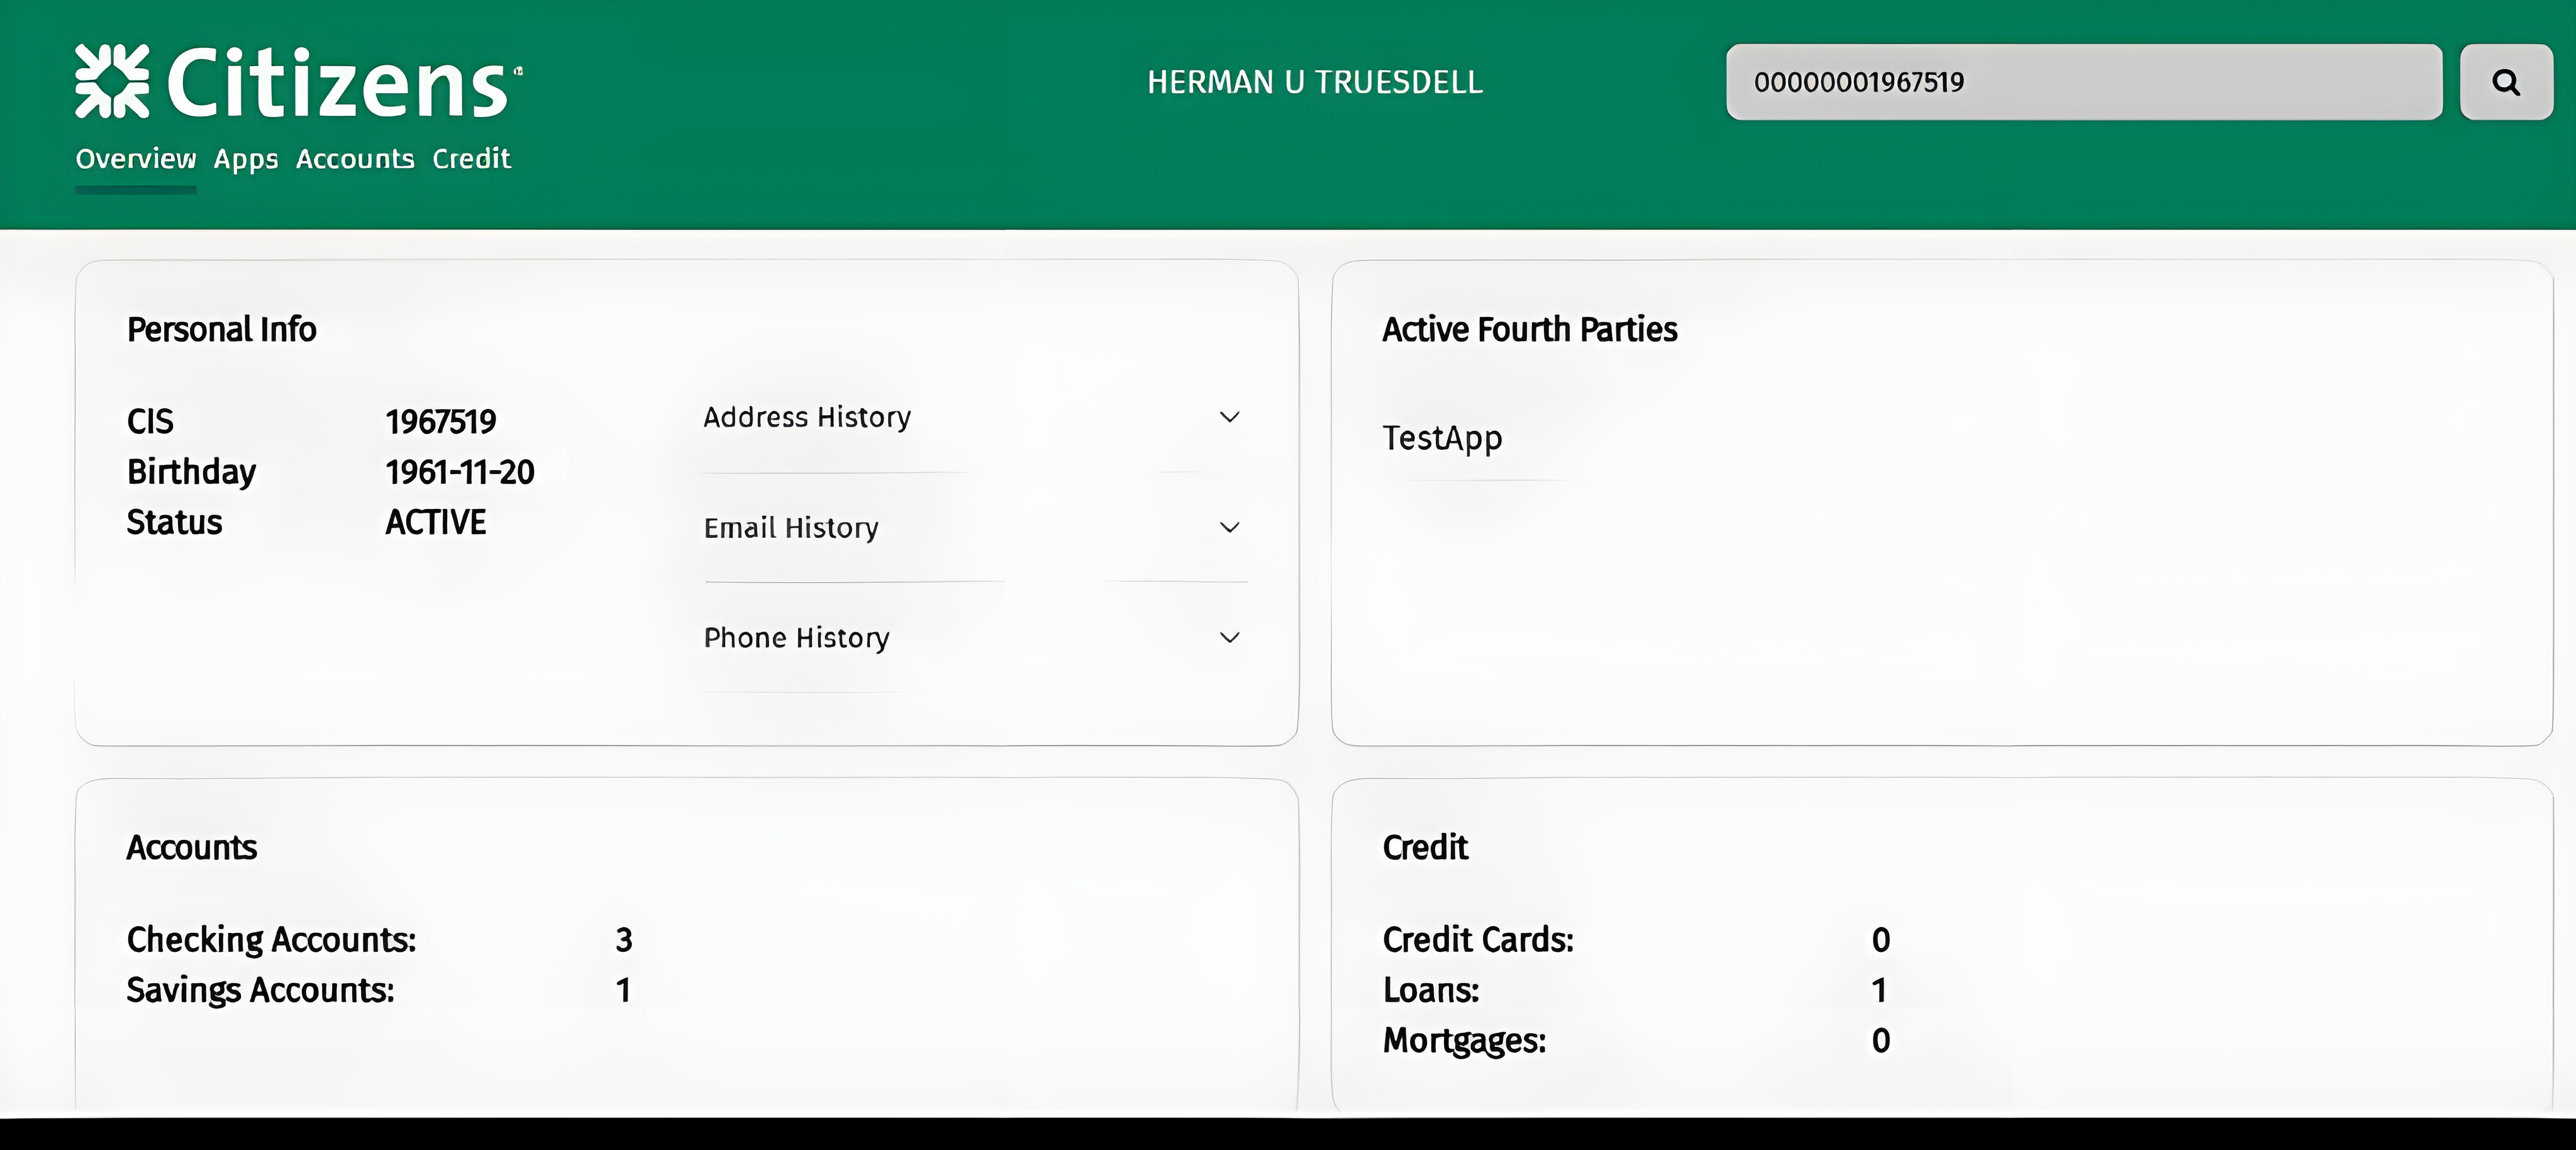 Citizens
HERMAN U TRUESDELL
00000001967519
Overview Apps Accounts Credit
Personal Info
CIS 1967519
Birthday 1961-11-20
Status ACTIVE
Address History
Email History
Phone History
Active Fourth Parties
TestApp
Accounts
Checking Accounts: 3
Savings Accounts: 1
Credit
Credit Cards: 0
Loans: 1
Mortgages: 0